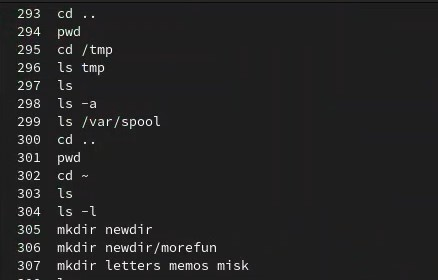 293 cd ..
294 pwd
295 cd /tmp
296 ls tmp
297 ls
298 ls -a
299 ls /var/spool
300 cd ..
301 pwd
302 cd ~
303 ls
304 ls -l
305 mkdir newdir
306 mkdir newdir/morefun
307 mkdir letters memos misk